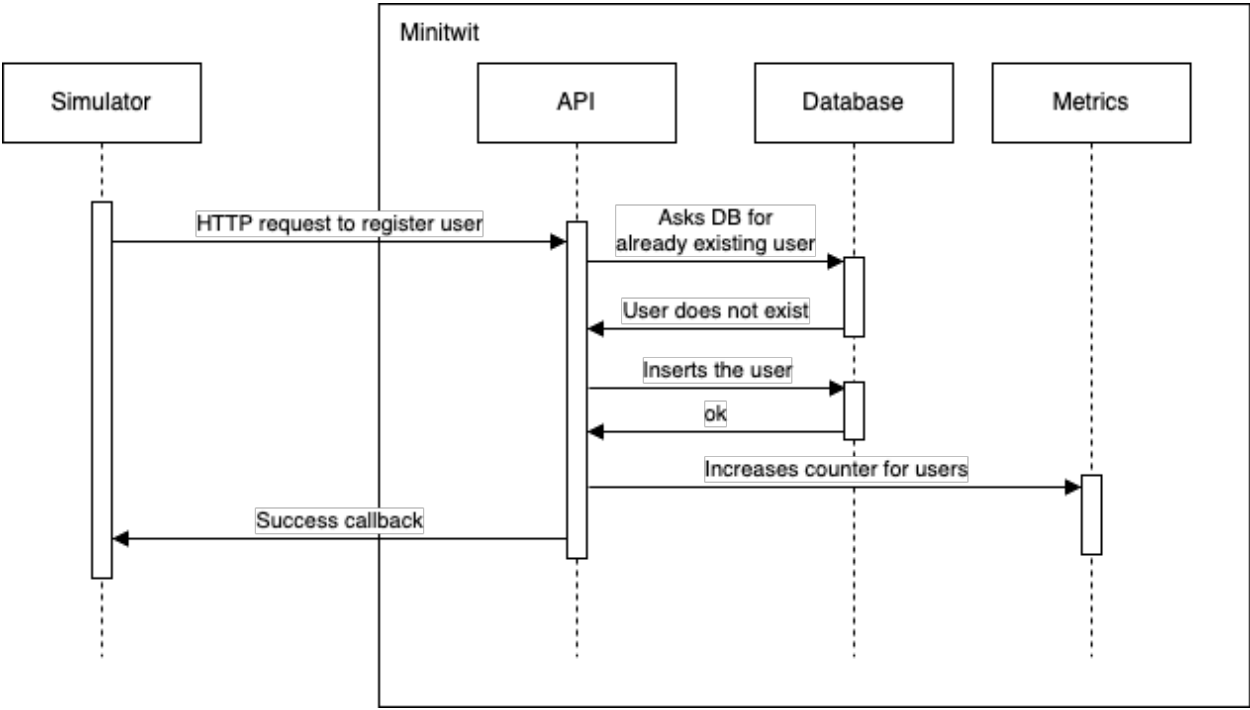 Minitwit
Simulator
API
Database
Metrics
HTTP request to register user
Asks DB for
already existing user
User does not exist
Inserts the user
ok
Increases counter for users
Success callback